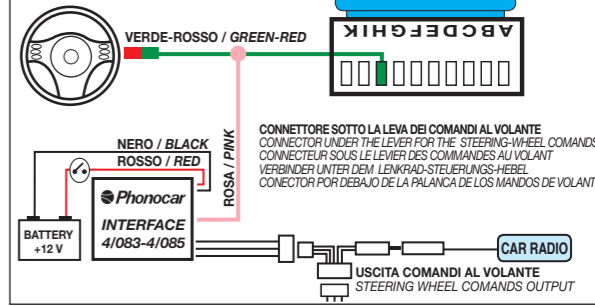 VERDE-ROSSO / GREEN-RED
ABCDEFGHIK
NERO / BLACK
ROSSO / RED
ROSA / PINK
CONNETTORE SOTTO LA LEVA DEI COMANDI AL VOLANTE
CONNECTOR UNDER THE LEVER FOR THE STEERING-WHEEL COMANDS
CONNECTEUR SOUS LE LEVIER DES COMMANDES AU VOLANT
VERBINDER UNTER DEM LENKRAD-STEUERUNGS-HEBEL
CONECTOR POR DEBAJO DE LA PALANCA DE LOS MANDOS DE VOLANT
Phonocar
INTERFACE
4/083-4/085
BATTERY
+12 V
CAR RADIO
USCITA COMANDI AL VOLANTE
STEERING WHEEL COMANDS OUTPUT